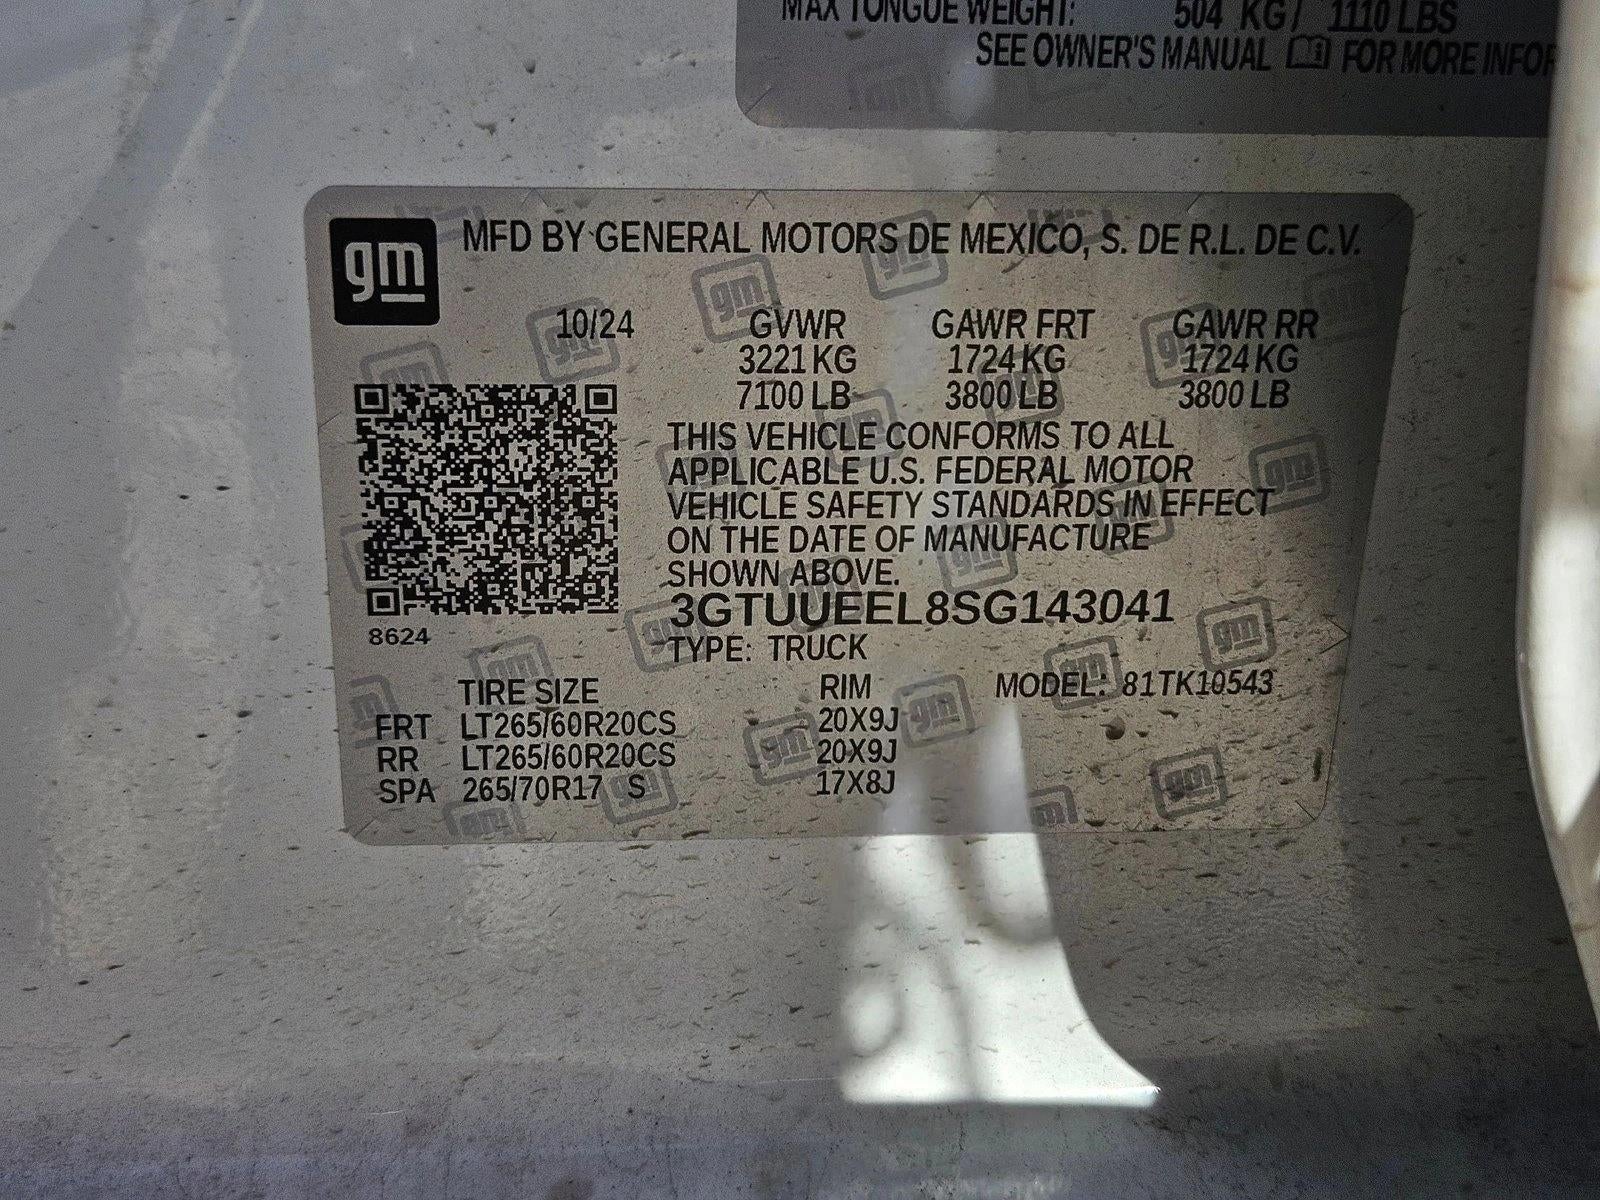 MAX TONGUE WEIGHT: 504 KG / 1110 LBS
SEE OWNER'S MANUAL FOR MORE INFOR
gm MFD BY GENERAL MOTORS DE MEXICO, S. DE R.L. DE C.V.
10/24 GVWR GAWR FRT GAWR RR
3221 KG 1724 KG 1724 KG
7100 LB 3800 LB 3800 LB
THIS VEHICLE CONFORMS TO ALL
APPLICABLE U.S. FEDERAL MOTOR
VEHICLE SAFETY STANDARDS IN EFFECT
ON THE DATE OF MANUFACTURE
SHOWN ABOVE.
3GTUUEEL8SG143041
8624
TYPE: TRUCK
TIRE SIZE RIM MODEL: 81TK10543
FRT LT265/60R20CS 20X9J
RR LT265/60R20CS 20X9J
SPA 265/70R17 S 17X8J